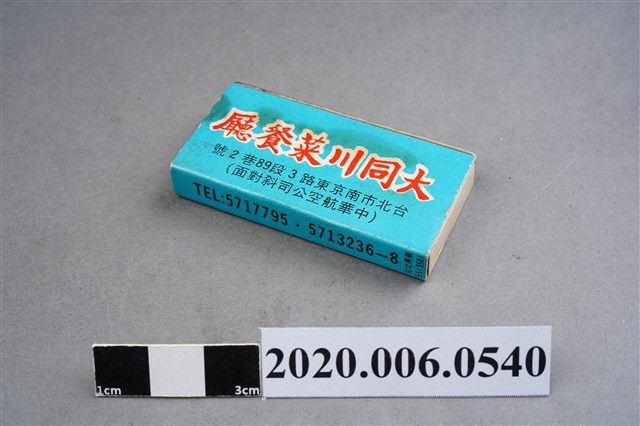 大同川菜餐廳
台北市南京東路3段89巷2號
(中華航空公司斜對面)
TEL:5717795・5713236—8
1cm
3cm
2020.006.0540